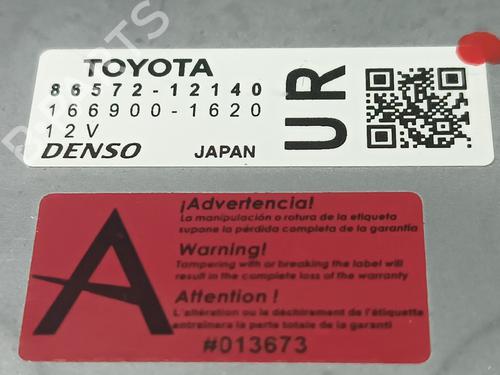 TOYOTA
86572-12140
166900-1620
12V
DENSO JAPAN
UR
A
¡Advertencia!
La manipulación o rotura de la etiqueta
supone la pérdida completa de la garantía
Warning!
Tampering with or breaking the label will
result in the complete loss of the warranty
Attention !
L'altération ou le déchirement de l'étiquette
entraînera la perte totale de la garanti
#013673